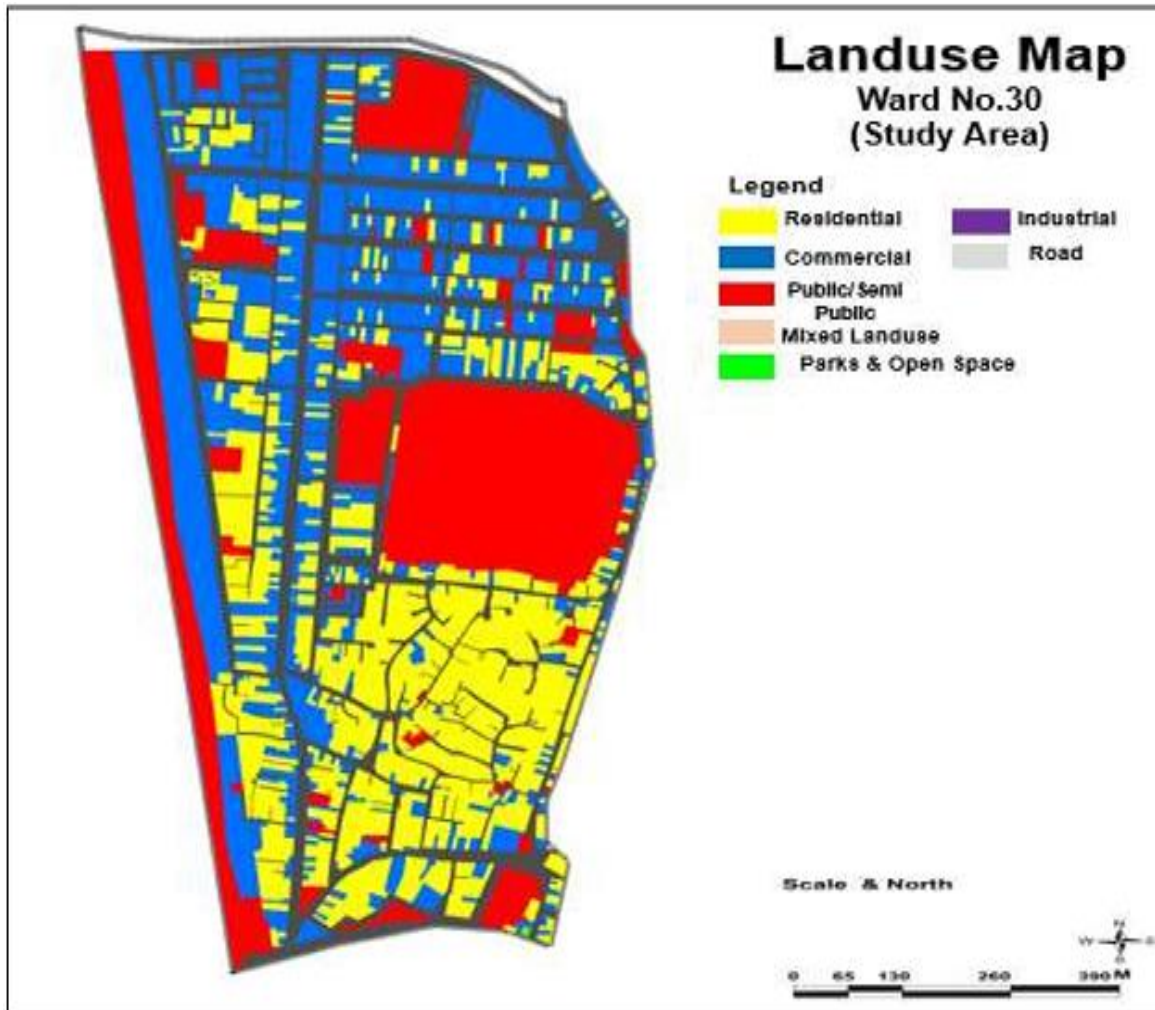 Landuse Map
Ward No.30
(Study Area)
Legend
Residential
Industrial
Commercial
Road
Public/Semi
Public
Mixed Landuse
Parks & Open Space
Scale & North
N
W
S
0 65 130 260 390 M